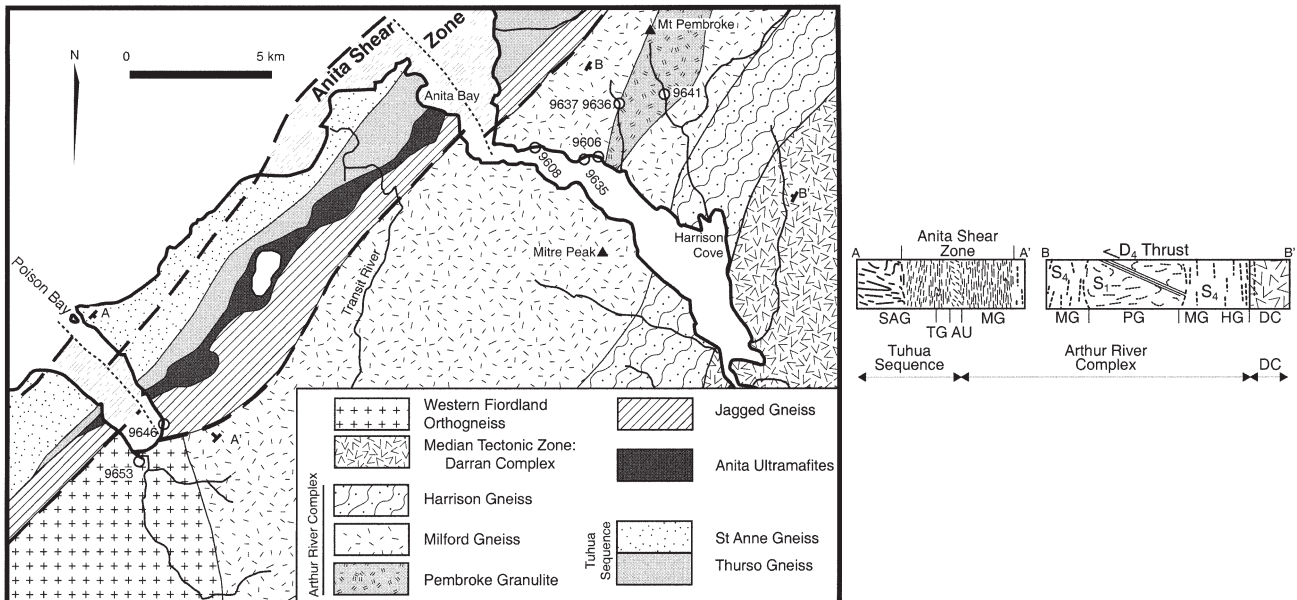 N
0
5 km
Anita Shear Zone
Mt Pembroke
B
Anita Bay
9637 9636
9641
9606
9608
9635
B'
Harrison
Cove
Mitre Peak
Transit River
Poison Bay
A
9646
A'
9653
Arthur River Complex
Western Fiordland
Orthogneiss
Median Tectonic Zone:
Darran Complex
Harrison Gneiss
Milford Gneiss
Pembroke Granulite
Jagged Gneiss
Anita Ultramafites
Tuhua
Sequence
St Anne Gneiss
Thurso Gneiss
A
Anita Shear
Zone
A'
SAG
TG AU
MG
B
D4 Thrust
B'
S4
S1
S4
MG
PG
MG
HG
DC
Tuhua
Sequence
Arthur River
Complex
DC